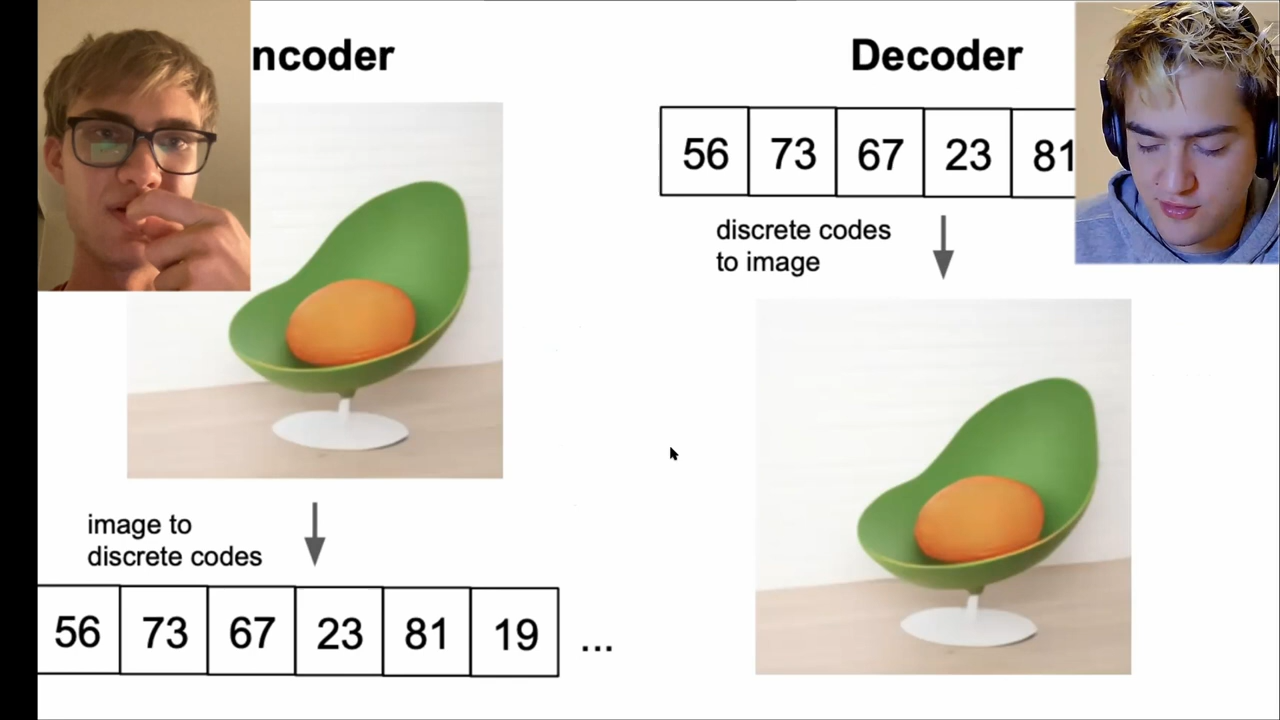 ncoder
Decoder
56 73 67 23 81
discrete codes
to image
image to
discrete codes
56 73 67 23 81 19 ...